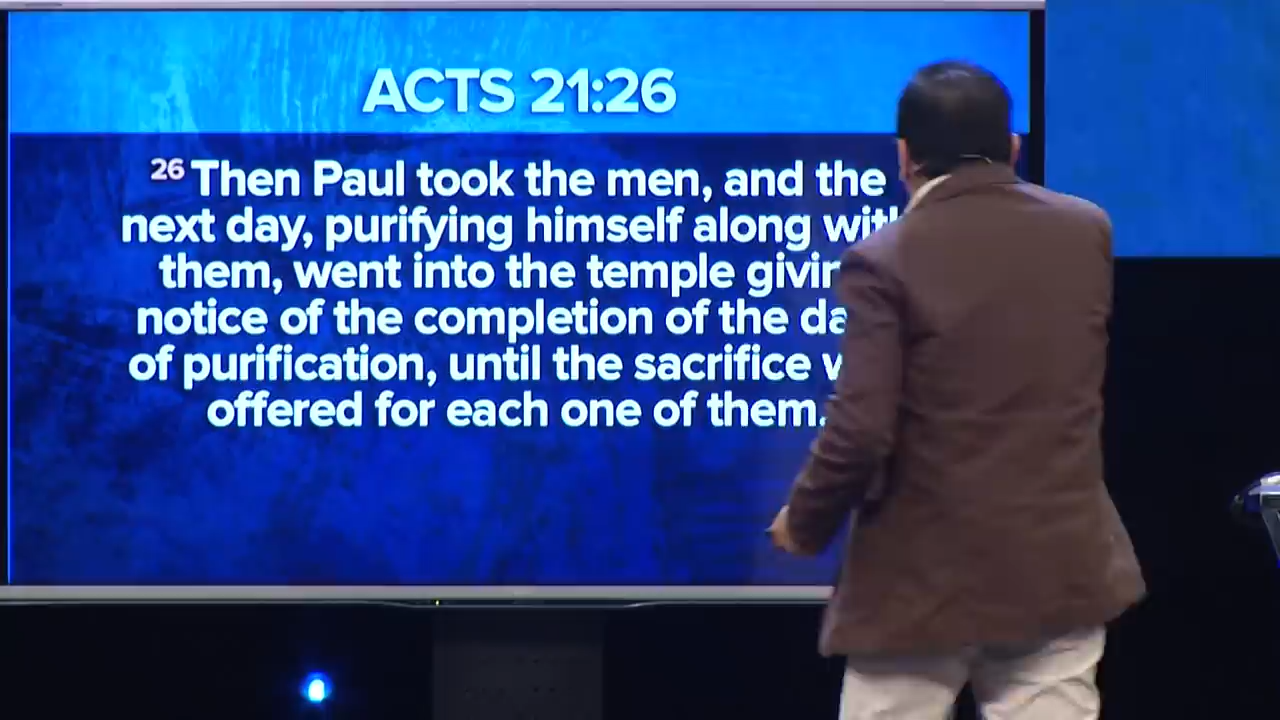 ACTS 21:26
26 Then Paul took the men, and the
next day, purifying himself along with
them, went into the temple
notice of the completion of the
of purification, until the sacrifice
offered for each one of them.